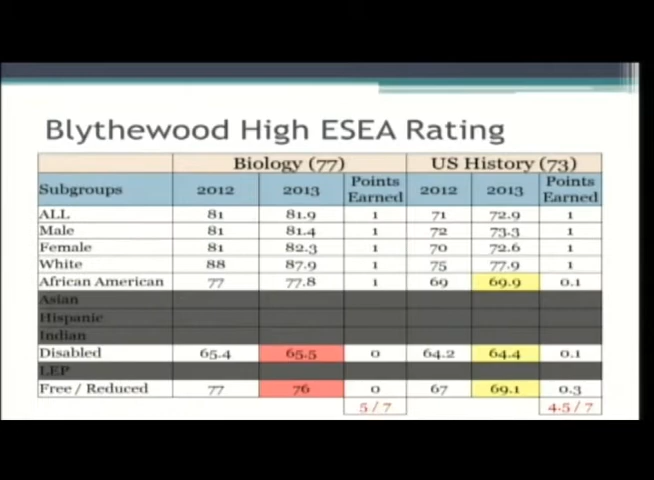 Blythewood High ESEA Rating
Biology (77) US History (73)
Subgroups 2012 2013 Points Earned 2012 2013 Points Earned
ALL 81 81.9 1 71 72.9 1
Male 81 81.4 1 72 73.3 1
Female 81 82.3 1 70 72.6 1
White 88 87.9 1 75 77.9 1
African American 77 77.8 1 69 69.9 0.1
Asian
Hispanic
Indian
Disabled 65.4 65.5 0 64.2 64.4 0.1
LEP
Free / Reduced 77 76 0 67 69.1 0.3
5 / 7 4.5 / 7